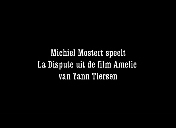 Michiel Mostert speelt
La Dispute uit de film Amelie
van Yann Tiersen